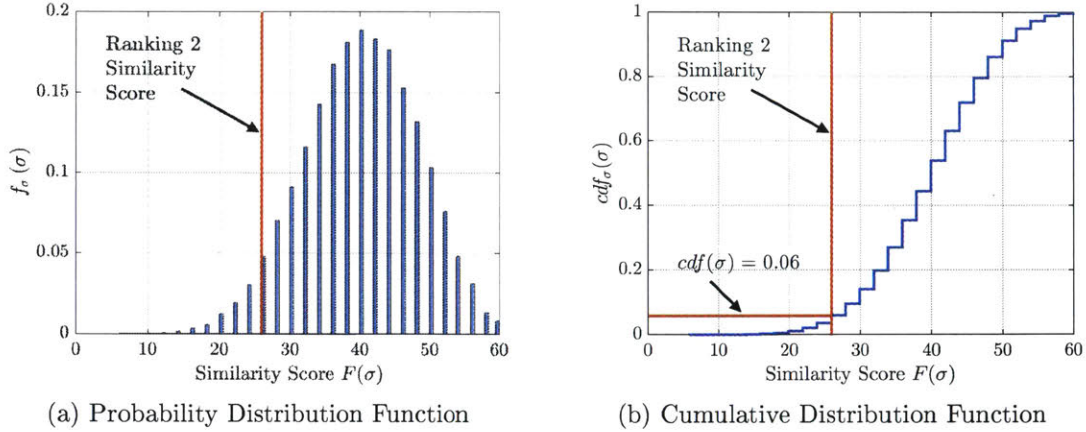 0.2
0.15
0.1
0.05
0
f_σ(σ)
Ranking 2
Similarity
Score
0 10 20 30 40 50 60
Similarity Score F(σ)
(a) Probability Distribution Function
1
0.8
0.6
0.4
0.2
0
cdf_σ(σ)
Ranking 2
Similarity
Score
cdf(σ) = 0.06
0 10 20 30 40 50 60
Similarity Score F(σ)
(b) Cumulative Distribution Function